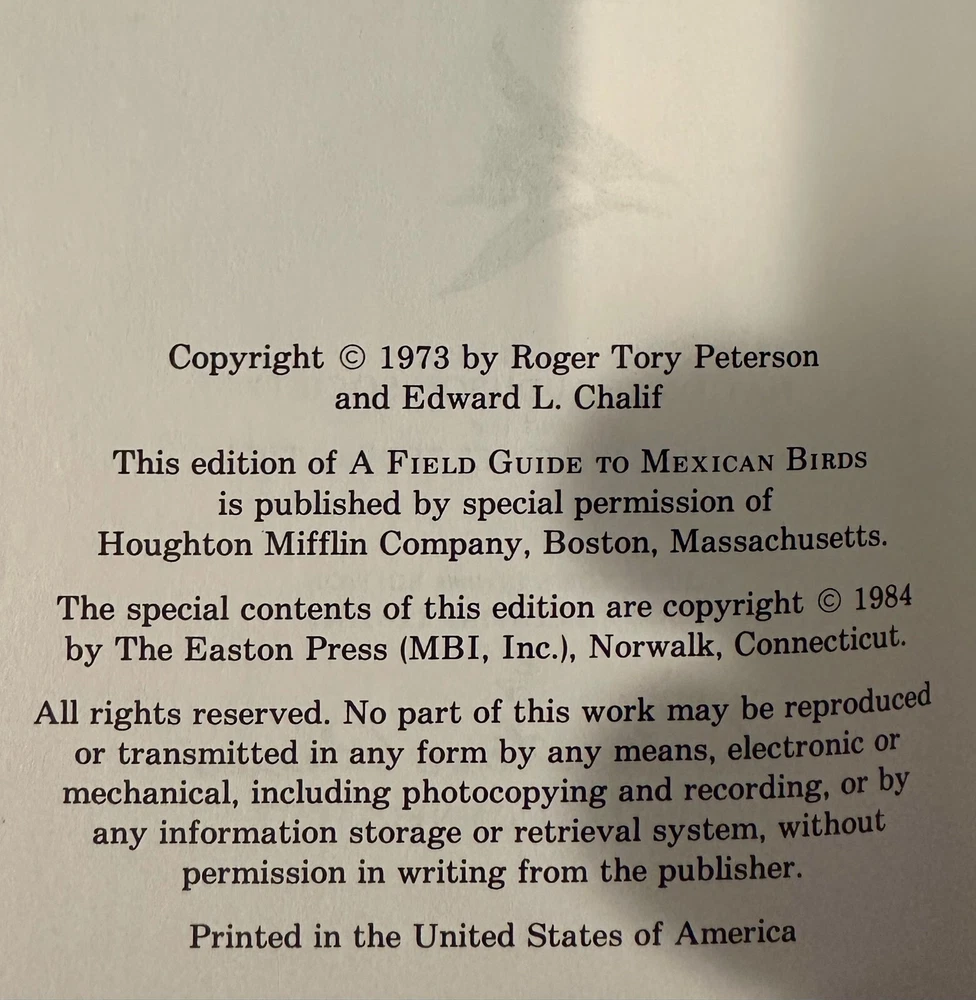 Copyright © 1973 by Roger Tory Peterson
and Edward L. Chalif
This edition of A FIELD GUIDE TO MEXICAN BIRDS
is published by special permission of
Houghton Mifflin Company, Boston, Massachusetts.
The special contents of this edition are copyright © 1984
by The Easton Press (MBI, Inc.), Norwalk, Connecticut.
All rights reserved. No part of this work may be reproduced
or transmitted in any form by any means, electronic or
mechanical, including photocopying and recording, or by
any information storage or retrieval system, without
permission in writing from the publisher.
Printed in the United States of America